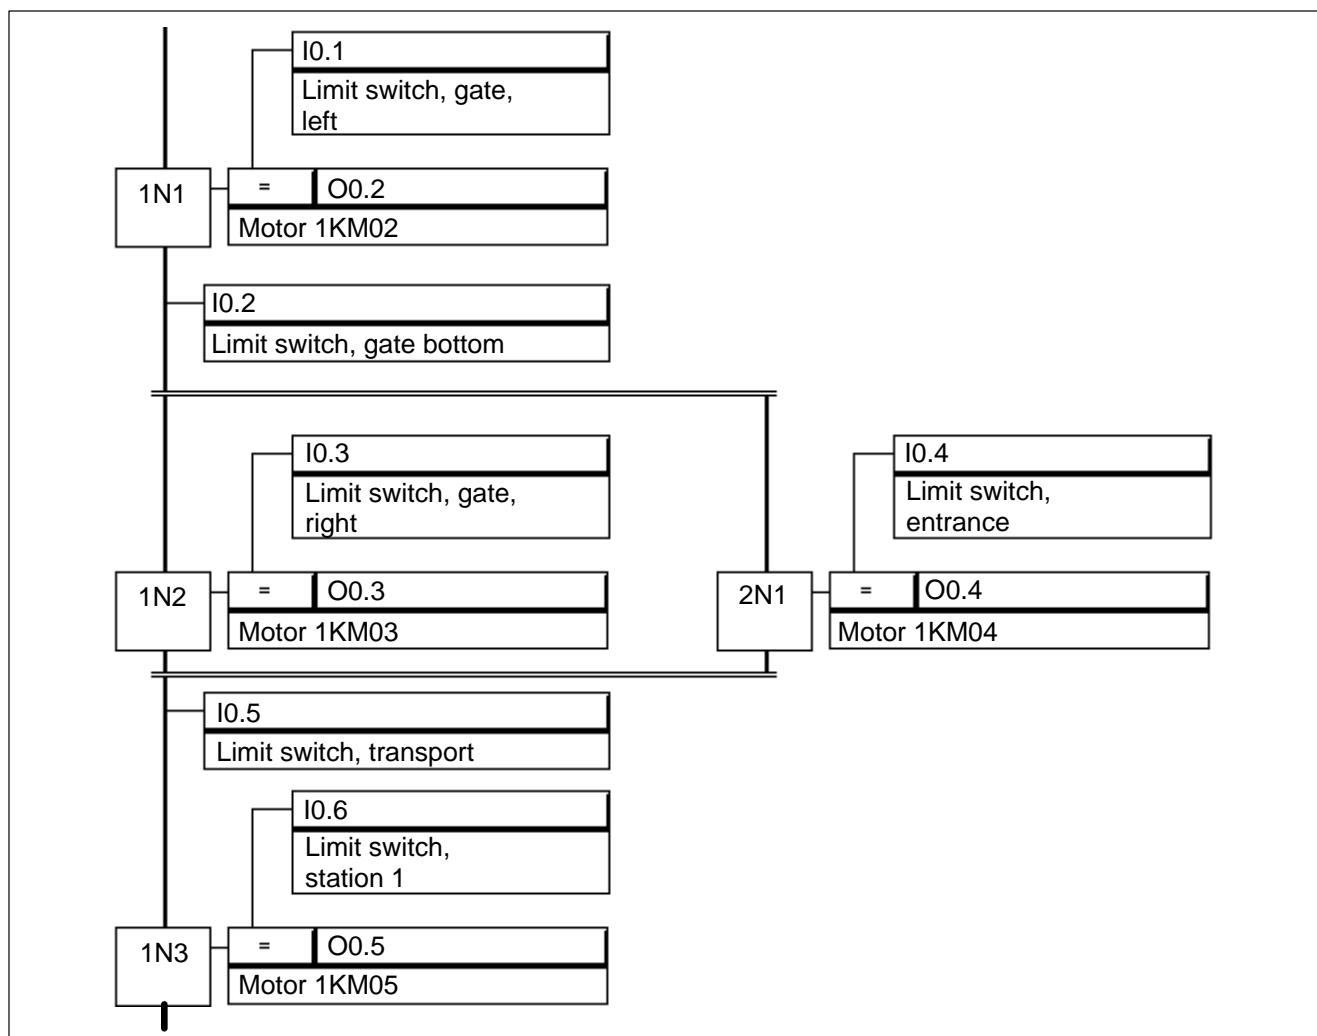 I0.1
Limit switch, gate,
left
1N1
= O0.2
Motor 1KM02
I0.2
Limit switch, gate bottom
I0.3
Limit switch, gate,
right
1N2
= O0.3
Motor 1KM03
I0.4
Limit switch,
entrance
2N1
= O0.4
Motor 1KM04
I0.5
Limit switch, transport
I0.6
Limit switch,
station 1
1N3
= O0.5
Motor 1KM05